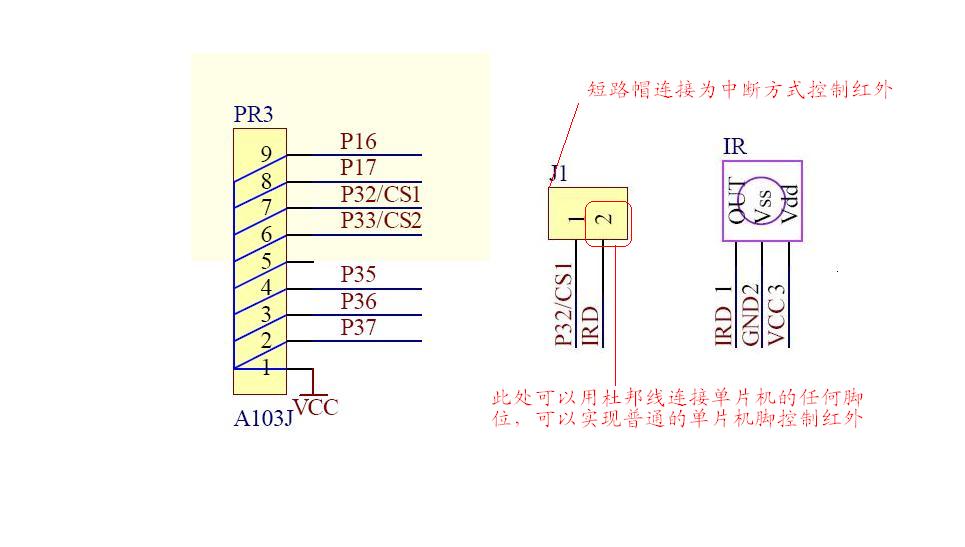 短路帽连接为中断方式控制红外
PR3
9
P16
8
P17
7
P32/CS1
6
P33/CS2
5
4
P35
3
P36
2
P37
1
VCC
A103J
J1
1
2
P32/CS1
IRD
IR
OUT
Vss
Vdd
IRD 1
GND2
VCC 3
此处可以用杜邦线连接单片机的任何脚
位，可以实现普通的单片机脚控制红外